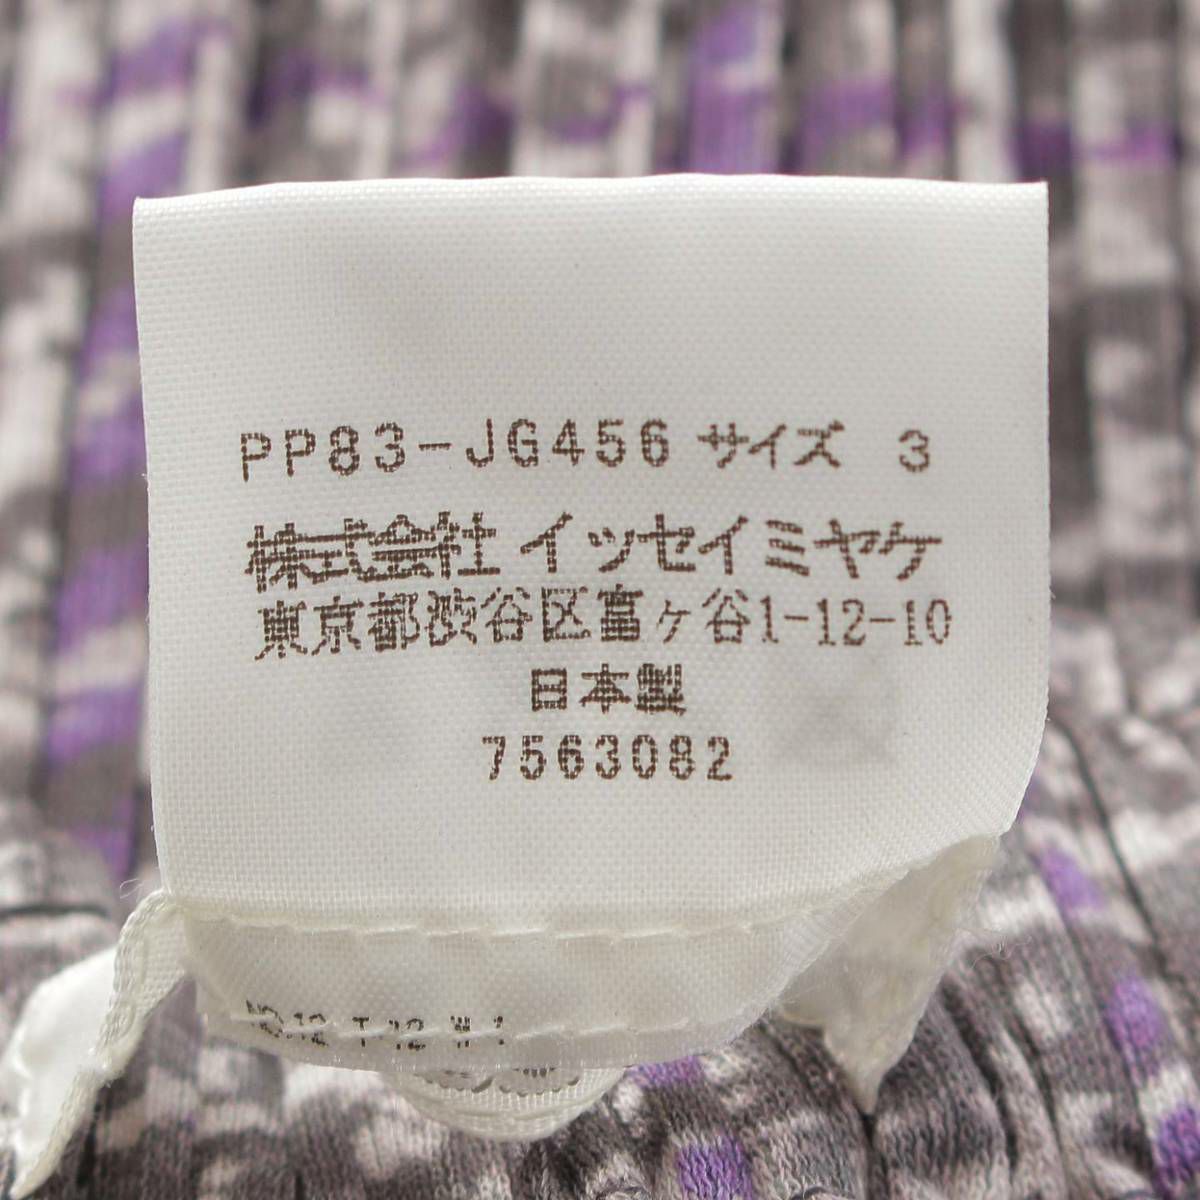 PP83-JG456 サイズ 3
株式会社 イッセイミヤケ
東京都渋谷区富ヶ谷1-12-10
日本製
7563082